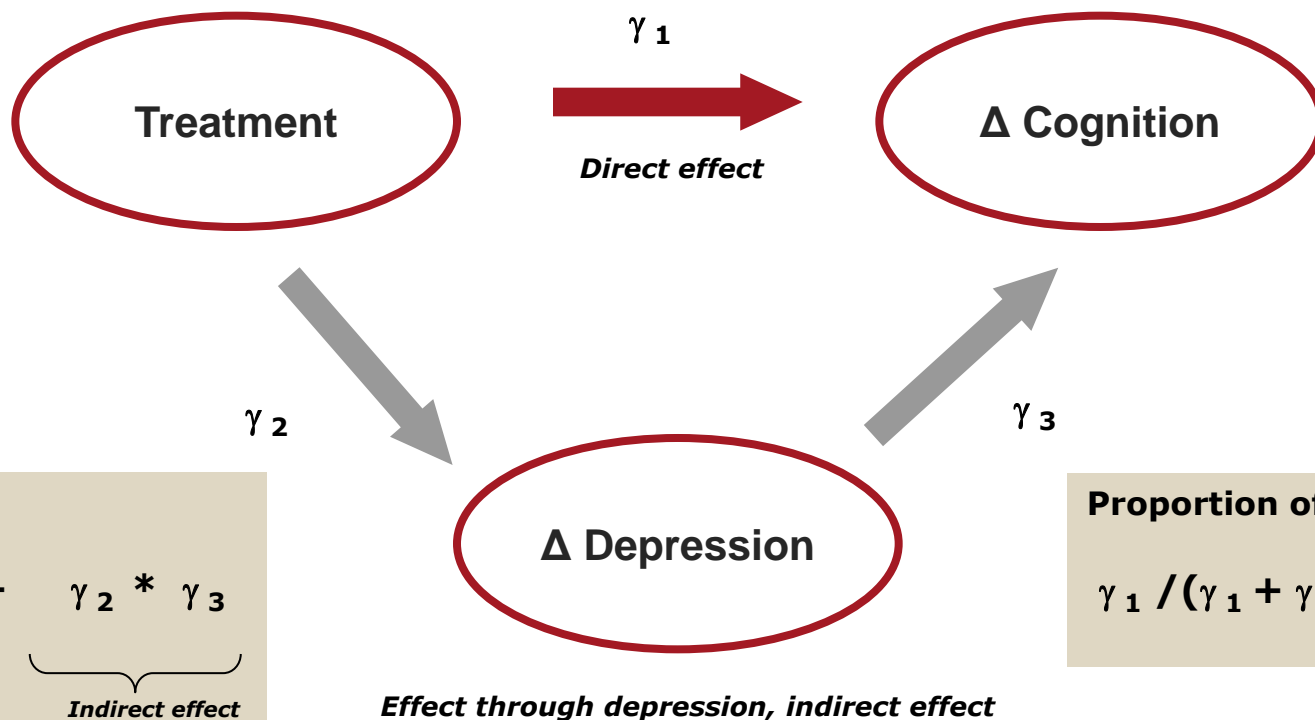 γ 1
Treatment
Δ Cognition
Direct effect
γ 2
γ 3
Δ Depression
γ 2 * γ 3
Indirect effect
Proportion of
γ 1 /(γ 1 + γ
Effect through depression, indirect effect